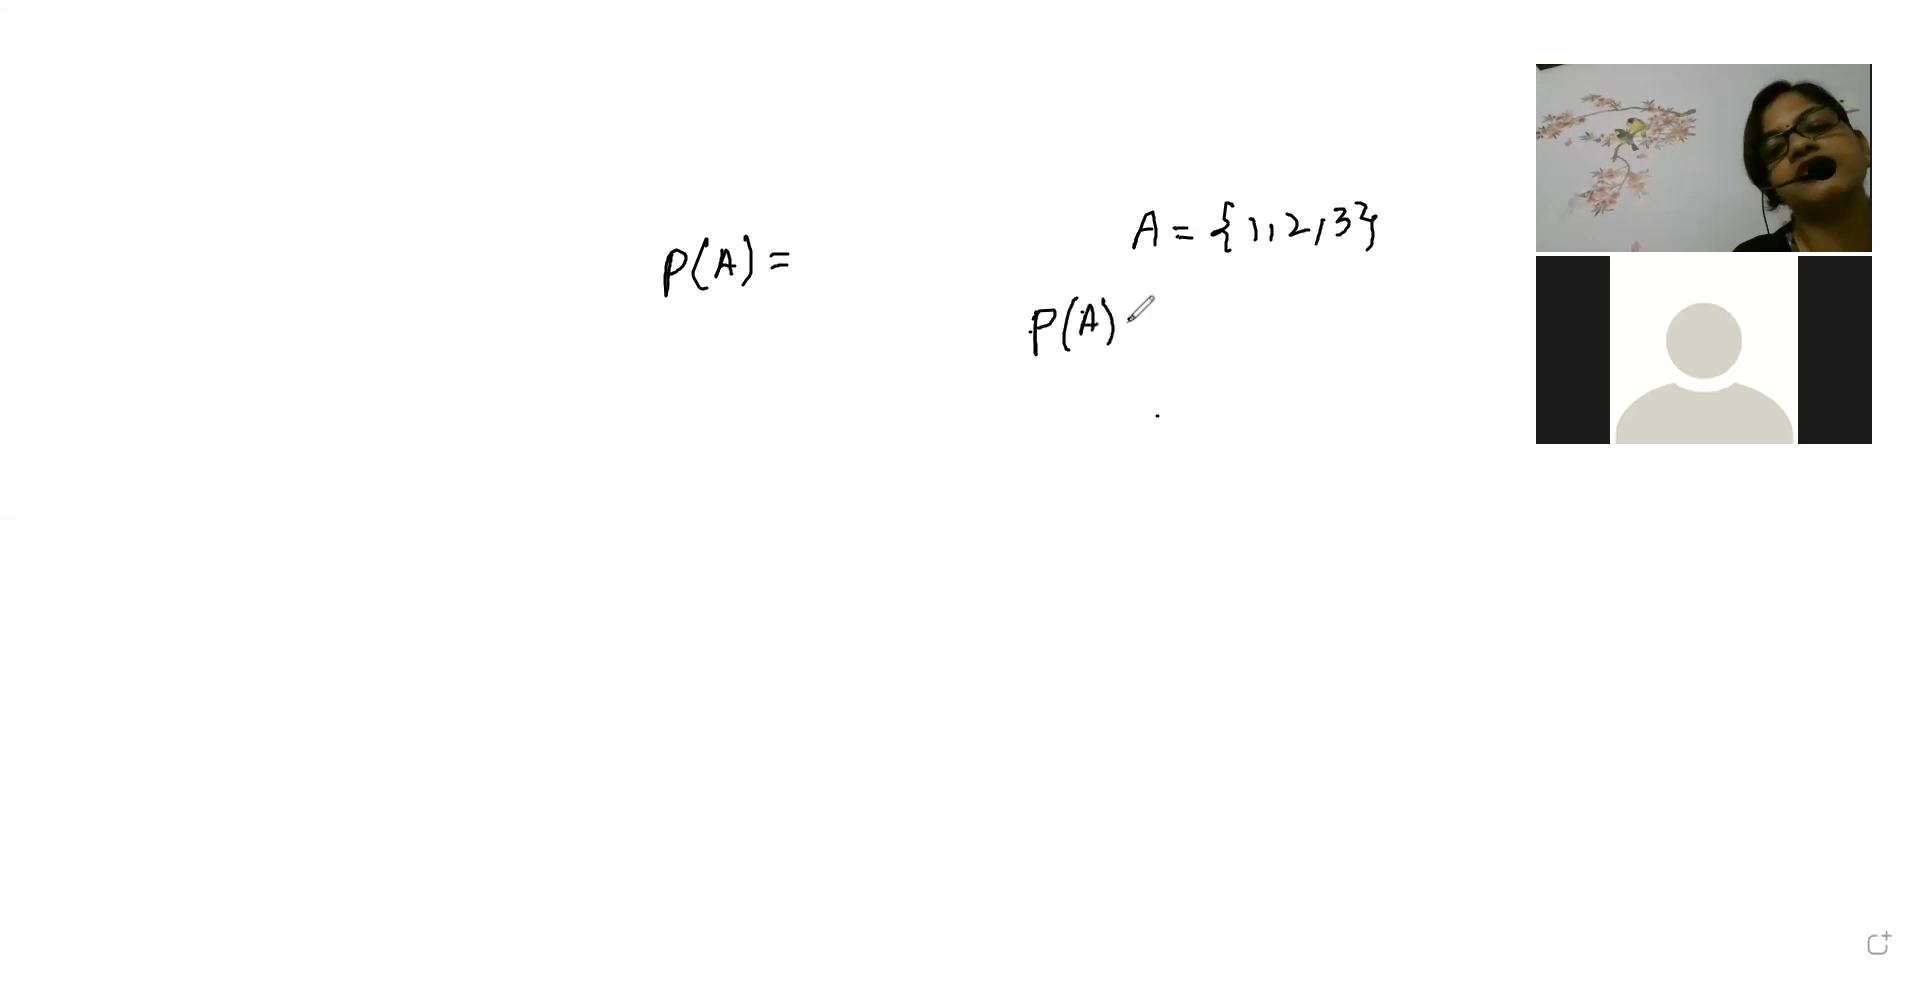 P(A) =
A = {1,2,3}
P(A)